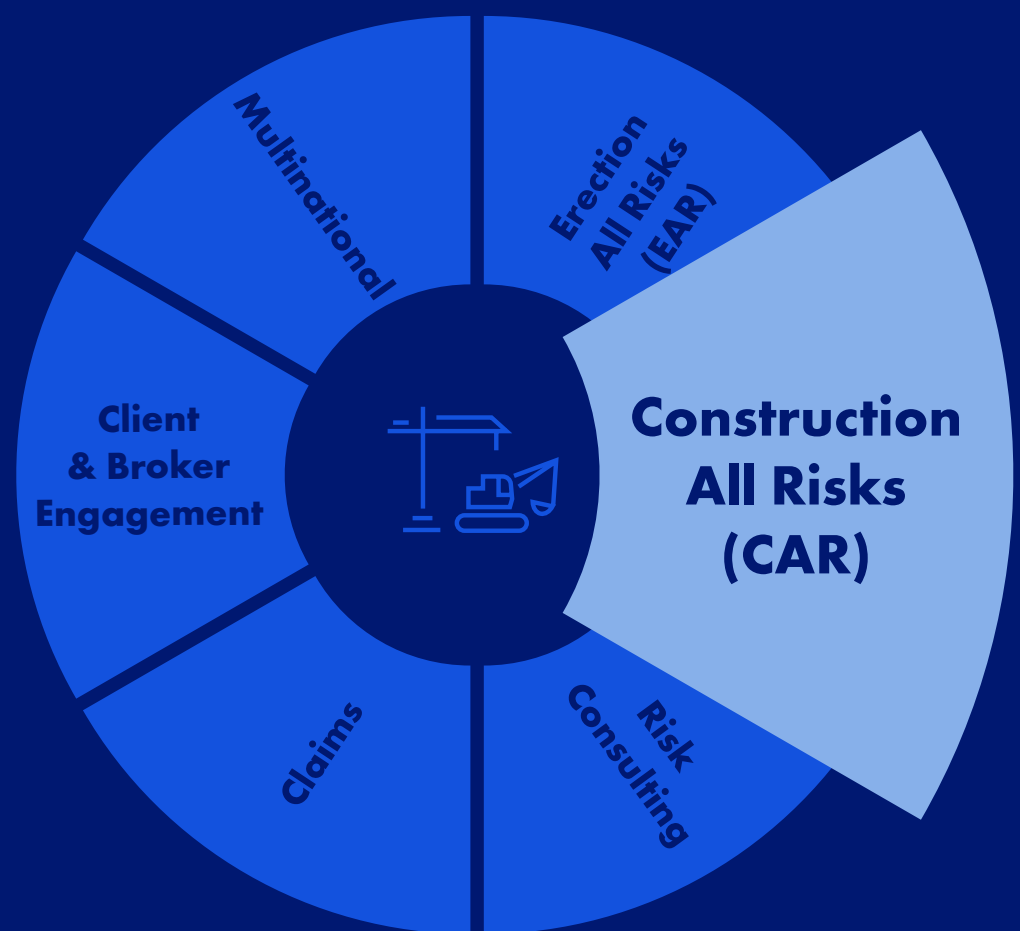 Multinational
Erection
All Risks
(EAR)
Construction
All Risks
(CAR)
Client
& Broker
Engagement
Claims
Risk
Consulting